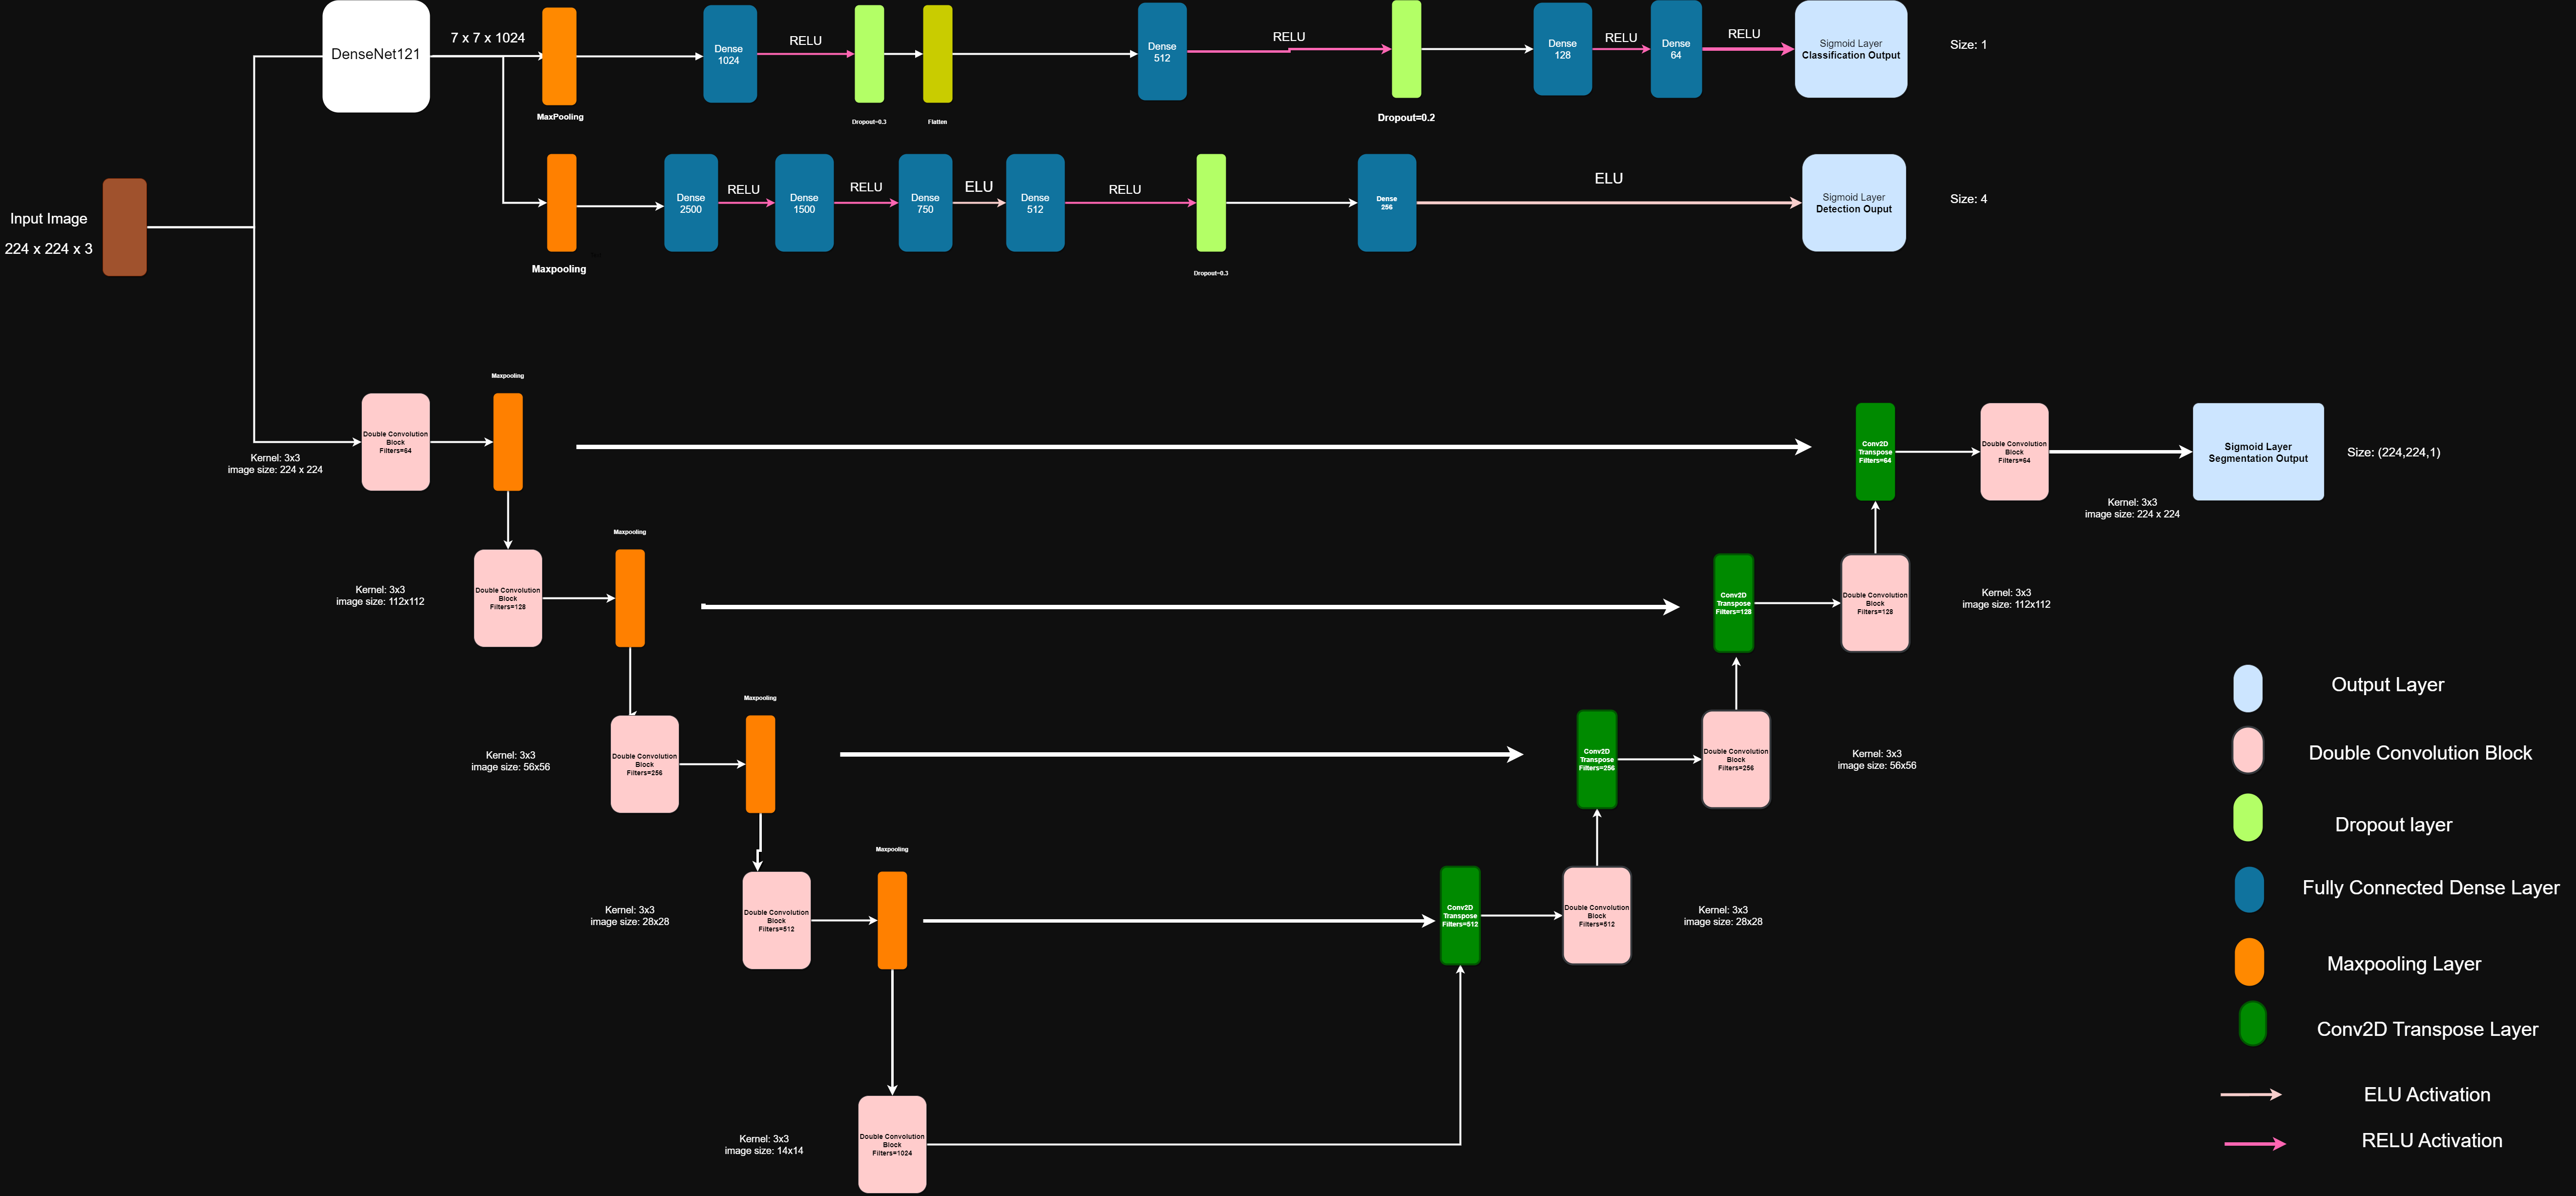 DenseNet121
7 x 7 x 1024
MaxPooling
Dense
1024
RELU
Dropout=0.3
Flatten
Dense
512
RELU
Dropout=0.2
Dense
128
RELU
Dense
64
RELU
Sigmoid Layer
Classification Output
Size: 1
Input Image
224 x 224 x 3
Maxpooling
Dense
2500
RELU
Dense
1500
RELU
Dense
750
ELU
Dense
512
RELU
Dropout=0.3
Dense
256
ELU
Sigmoid Layer
Detection Ouput
Size: 4
Kernel: 3x3
image size: 224 x 224
Double Convolution
Block
Filters=64
Maxpooling
Conv2D
Transpose
Filters=64
Double Convolution
Block
Filters=64
Kernel: 3x3
image size: 224 x 224
Sigmoid Layer
Segmentation Output
Size: (224,224,1)
Kernel: 3x3
image size: 112x112
Double Convolution
Block
Filters=128
Maxpooling
Conv2D
Transpose
Filters=128
Double Convolution
Block
Filters=128
Kernel: 3x3
image size: 112x112
Kernel: 3x3
image size: 56x56
Double Convolution
Block
Filters=256
Maxpooling
Conv2D
Transpose
Filters=256
Double Convolution
Block
Filters=256
Kernel: 3x3
image size: 56x56
Kernel: 3x3
image size: 28x28
Double Convolution
Block
Filters=512
Maxpooling
Conv2D
Transpose
Filters=512
Double Convolution
Block
Filters=512
Kernel: 3x3
image size: 28x28
Kernel: 3x3
image size: 14x14
Double Convolution
Block
Filters=1024
Output Layer
Double Convolution Block
Dropout layer
Fully Connected Dense Layer
Maxpooling Layer
Conv2D Transpose Layer
ELU Activation
RELU Activation